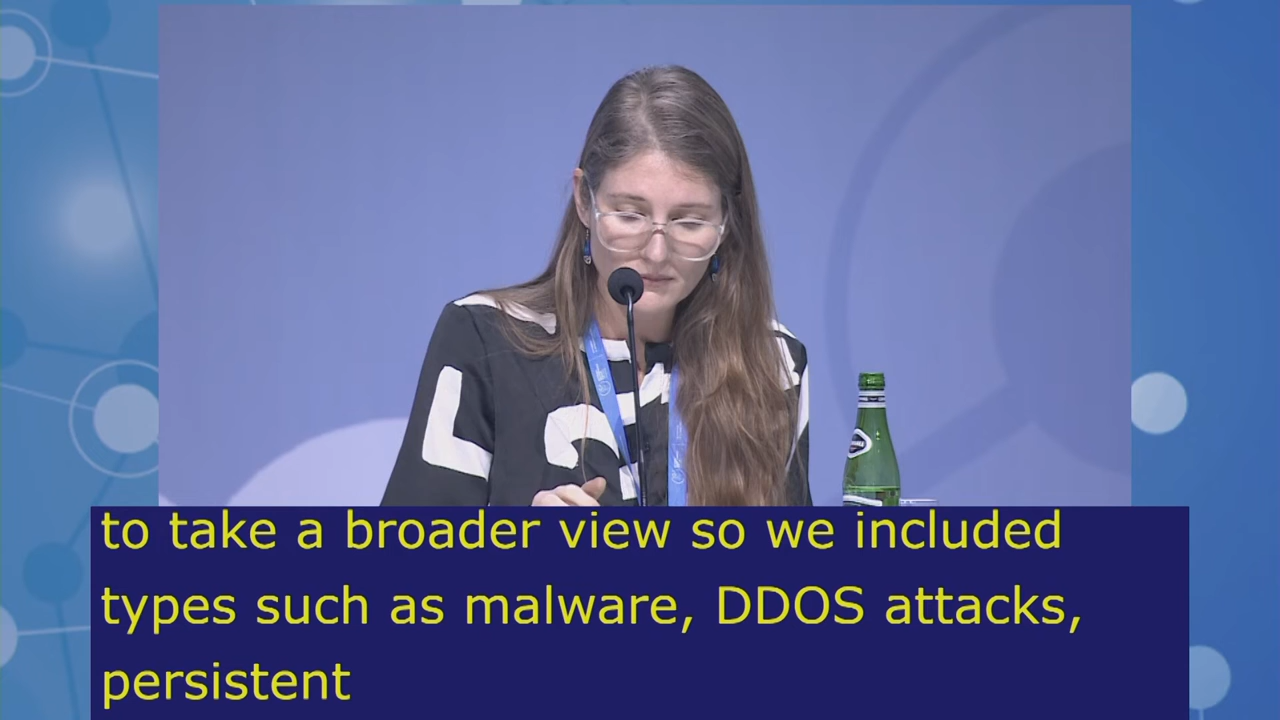 to take a broader view so we included
types such as malware, DDOS attacks,
persistent